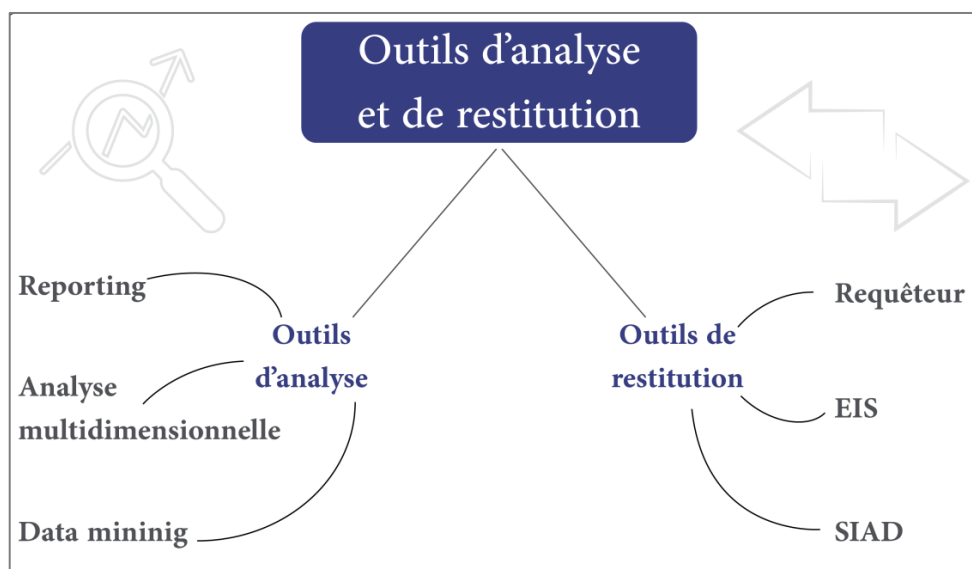 Outils d’analyse
et de restitution
Reporting
Outils
d’analyse
Analyse
multidimensionnelle
Data mininig
Outils de
restitution
Requêteur
EIS
SIAD